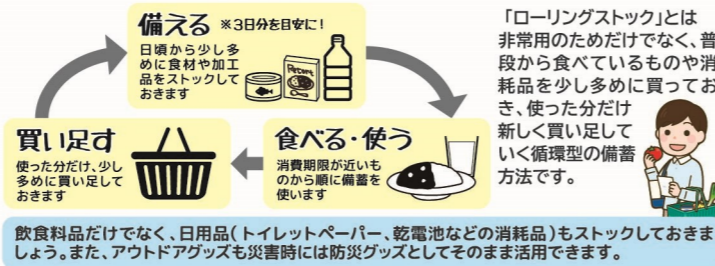 備える ※3日分を目安に!
日頃から少し多
めに食材や加工
品をストックして
おきます
Retort
買い足す
使った分だけ、少し
多めに買い足して
おきます
食べる・使う
消費期限が近いも
のから順に備蓄を
使います
「ローリングストック」とは
非常用のためだけでなく、普
段から食べているものや消
耗品を少し多めに買ってお
き、使った分だけ
新しく買い足して
いく循環型の備蓄
方法です。
飲食料品だけでなく、日用品(トイレットペーパー、乾電池などの消耗品)もストックしておきま
しょう。また、アウトドアグッズも災害時には防災グッズとしてそのまま活用できます。